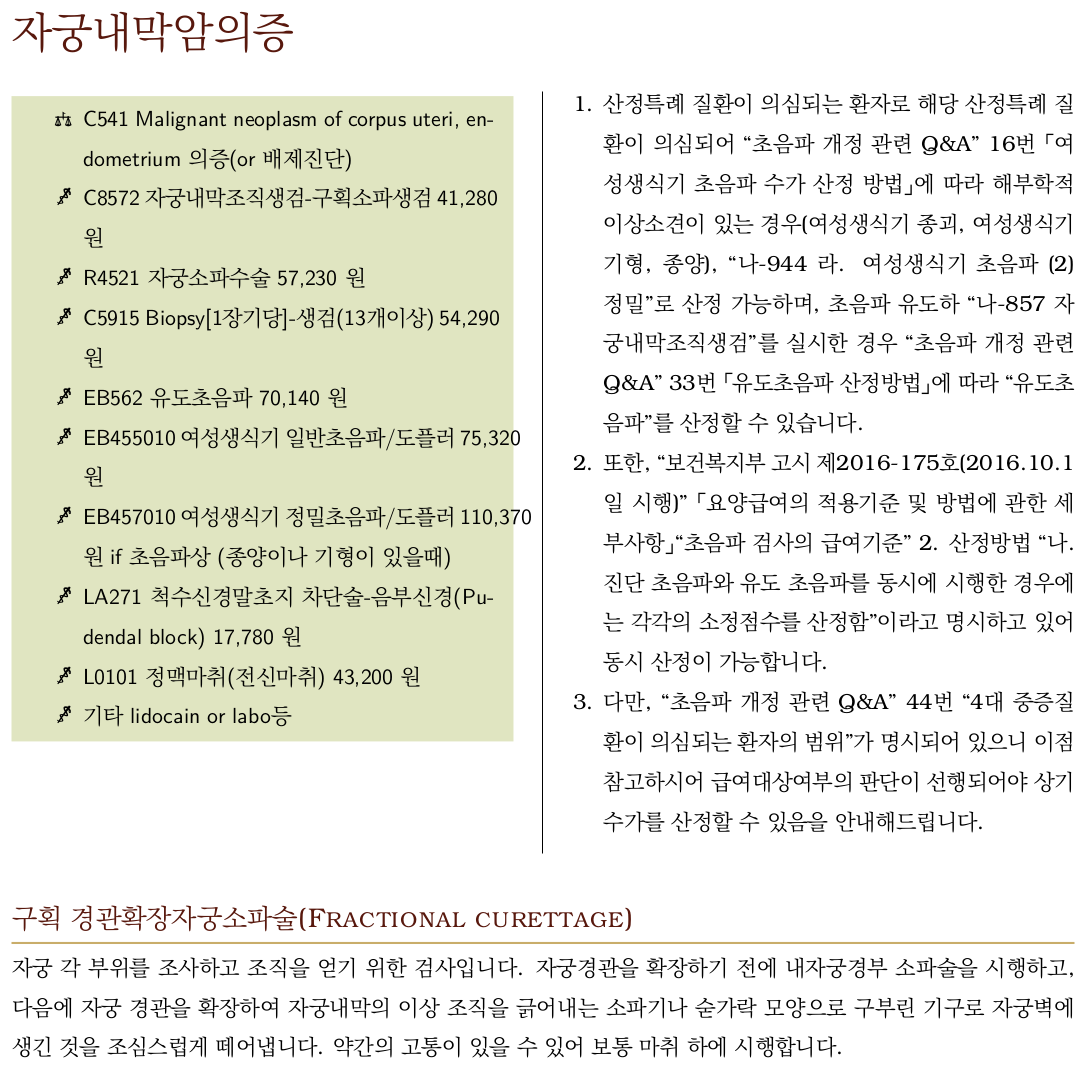 자궁내막암의증
C541 Malignant neoplasm of corpus uteri, en-
dometrium 의증(or 배제진단)
C8572 자궁내막조직생검-구획소파생검 41,280
원
R4521 자궁소파수술 57,230 원
C5915 Biopsy[1장기당]-생검(13개이상) 54,290
원
EB562 유도초음파 70,140 원
EB455010 여성생식기 일반초음파/도플러 75,320
원
EB457010 여성생식기 정밀초음파/도플러 110,370
원 if 초음파상 (종양이나 기형이 있을때)
LA271 척수신경말초지 차단술-음부신경(Pu-
dendal block) 17,780 원
L0101 정맥마취(전신마취) 43,200 원
기타 lidocain or labo등
1. 산정특례 질환이 의심되는 환자로 해당 산정특례 질
환이 의심되어 “초음파 개정 관련 Q&A” 16번 「여
성생식기 초음파 수가 산정 방법」에 따라 해부학적
이상소견이 있는 경우(여성생식기 종괴, 여성생식기
기형, 종양), “나-944 라. 여성생식기 초음파 (2)
정밀”로 산정 가능하며, 초음파 유도하 “나-857 자
궁내막조직생검”를 실시한 경우 “초음파 개정 관련
Q&A” 33번 「유도초음파 산정방법」에 따라 “유도초
음파”를 산정할 수 있습니다.
2. 또한, “보건복지부 고시 제2016-175호(2016.10.1
일 시행)” 「요양급여의 적용기준 및 방법에 관한 세
부사항」“초음파 검사의 급여기준” 2. 산정방법 “나.
진단 초음파와 유도 초음파를 동시에 시행한 경우에
는 각각의 소정점수를 산정함”이라고 명시하고 있어
동시 산정이 가능합니다.
3. 다만, “초음파 개정 관련 Q&A” 44번 “4대 중증질
환이 의심되는 환자의 범위”가 명시되어 있으니 이점
참고하시어 급여대상여부의 판단이 선행되어야 상기
수가를 산정할 수 있음을 안내해드립니다.
구획 경관확장자궁소파술(FRACTIONAL CURETTAGE)
자궁 각 부위를 조사하고 조직을 얻기 위한 검사입니다. 자궁경관을 확장하기 전에 내자궁경부 소파술을 시행하고,
다음에 자궁 경관을 확장하여 자궁내막의 이상 조직을 긁어내는 소파기나 숟가락 모양으로 구부린 기구로 자궁벽에
생긴 것을 조심스럽게 떼어냅니다. 약간의 고통이 있을 수 있어 보통 마취 하에 시행합니다.